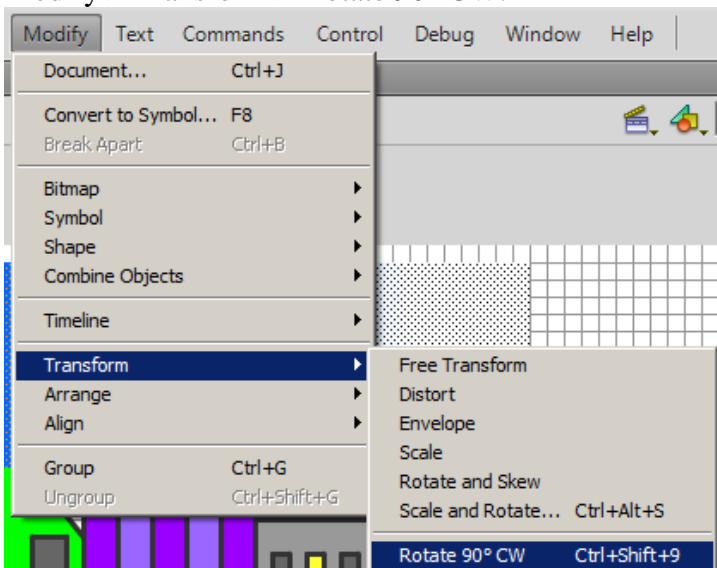 Modify Text Commands Control Debug Window Help
Document... Ctrl+J
Convert to Symbol... F8
Break Apart Ctrl+B
Bitmap
Symbol
Shape
Combine Objects
Timeline
Transform
Arrange
Align
Group Ctrl+G
Ungroup Ctrl+Shift+G
Free Transform
Distort
Envelope
Scale
Rotate and Skew
Scale and Rotate... Ctrl+Alt+S
Rotate 90° CW Ctrl+Shift+9